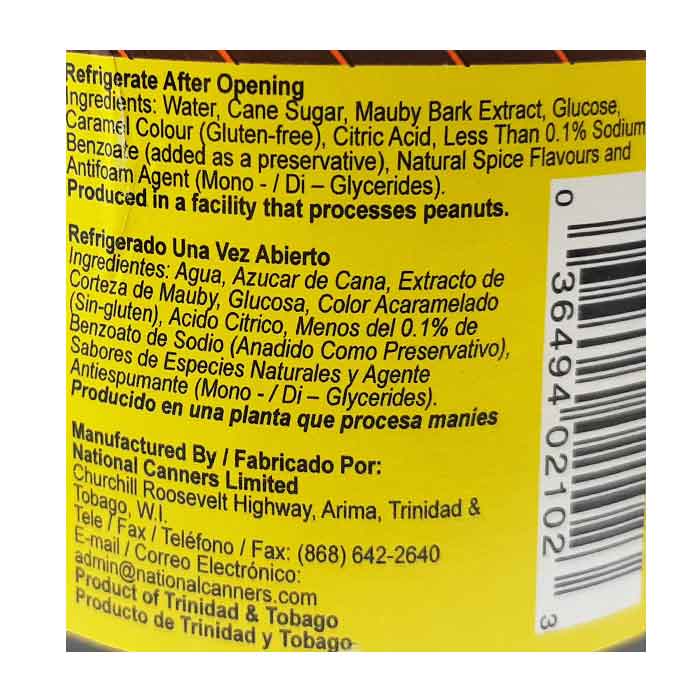 Refrigerate After Opening
Ingredients: Water, Cane Sugar, Mauby Bark Extract, Glucose,
Caramel Colour (Gluten-free), Citric Acid, Less Than 0.1% Sodium
Benzoate (added as a preservative), Natural Spice Flavours and
Antifoam Agent (Mono - / Di – Glycerides).
Produced in a facility that processes peanuts.
Refrigerado Una Vez Abierto
Ingredientes: Agua, Azucar de Cana, Extracto de
Corteza de Mauby, Glucosa, Color Acaramelado
(Sin-gluten), Acido Citrico, Menos del 0.1% de
Benzoato de Sodio (Anadido Como Preservativo),
Sabores de Especies Naturales y Agente
Antiespumante (Mono - / Di – Glycerides).
Producido en una planta que procesa maníes
Manufactured By / Fabricado Por:
National Canners Limited
Churchill Roosevelt Highway, Arima, Trinidad &
Tobago, W.I.
Tele / Fax / Teléfono / Fax: (868) 642-2640
E-mail / Correo Electrónico:
admin@nationalcanners.com
Product of Trinidad & Tobago
Producto de Trinidad y Tobago
0 36494 02102 3